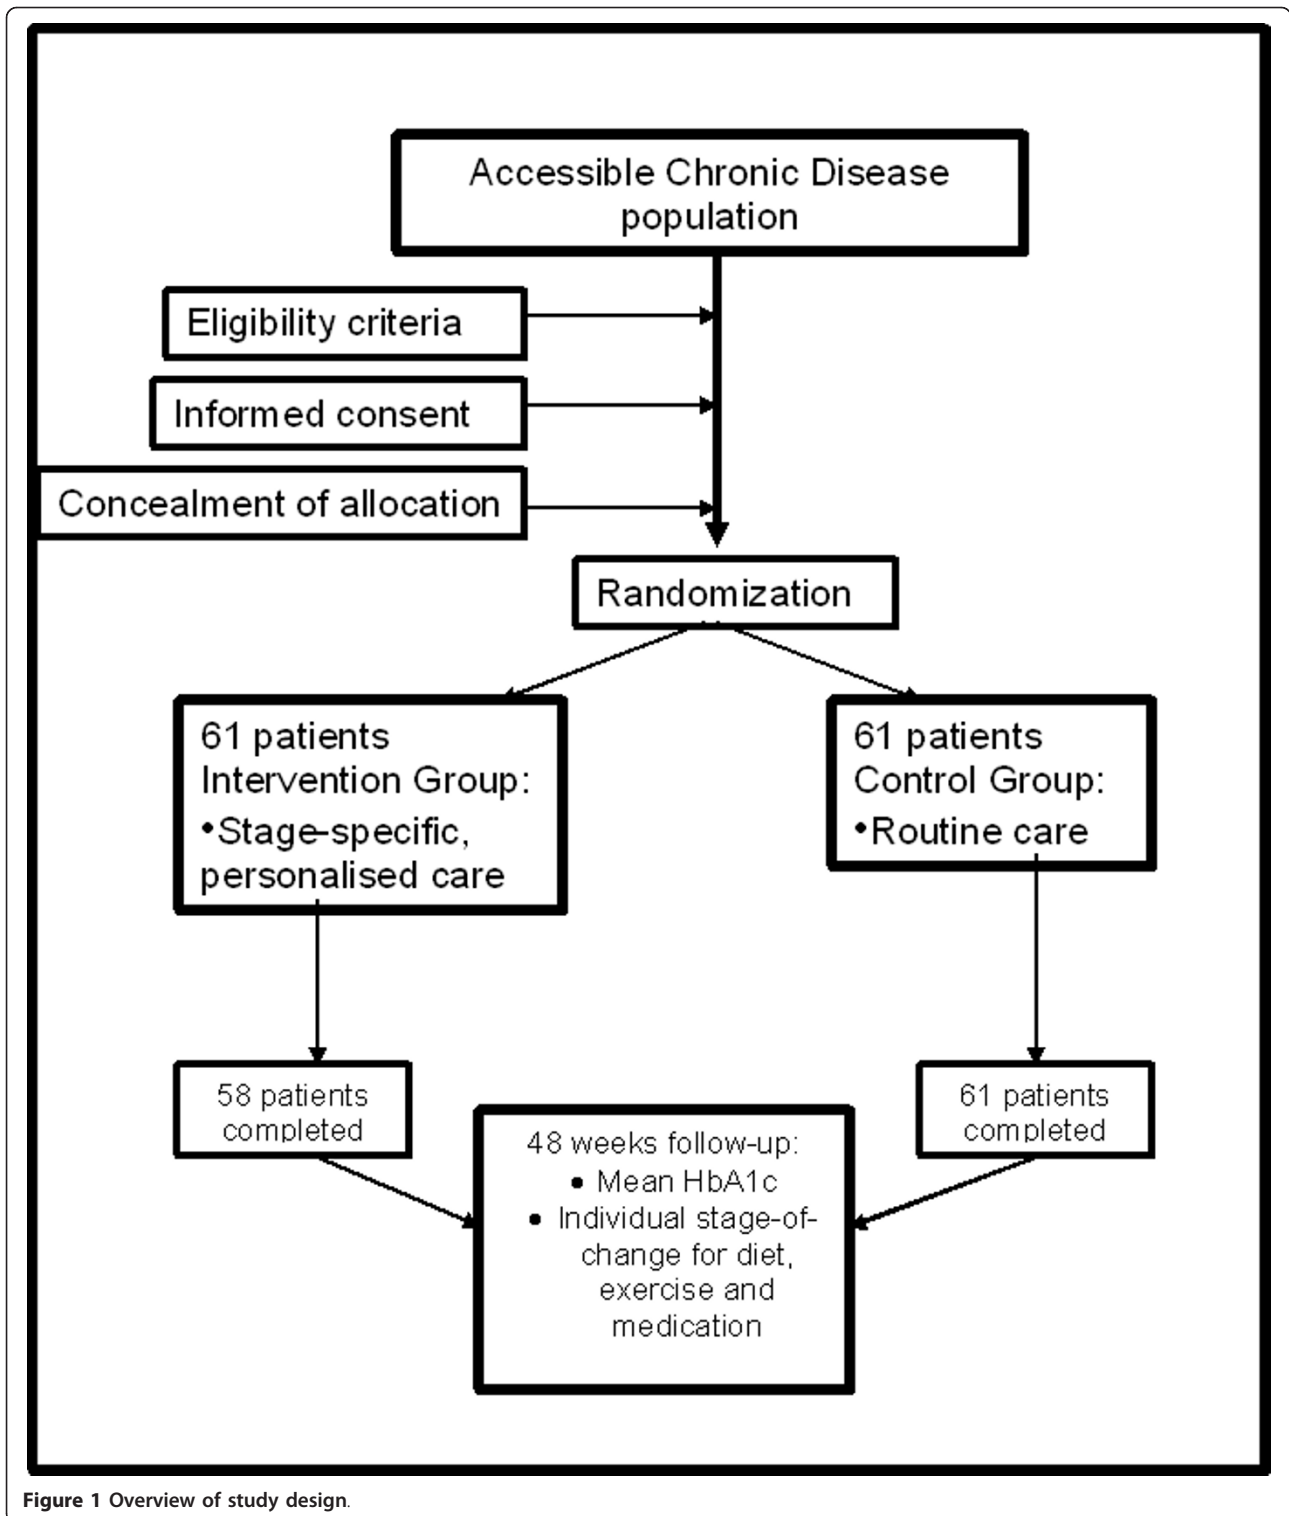 Accessible Chronic Disease
population
Eligibility criteria
Informed consent
Concealment of allocation
Randomization
61 patients
Intervention Group:
•Stage-specific,
personalised care
61 patients
Control Group:
•Routine care
58 patients
completed
61 patients
completed
48 weeks follow-up:
• Mean HbA1c
• Individual stage-of-
change for diet,
exercise and
medication
Figure 1 Overview of study design.